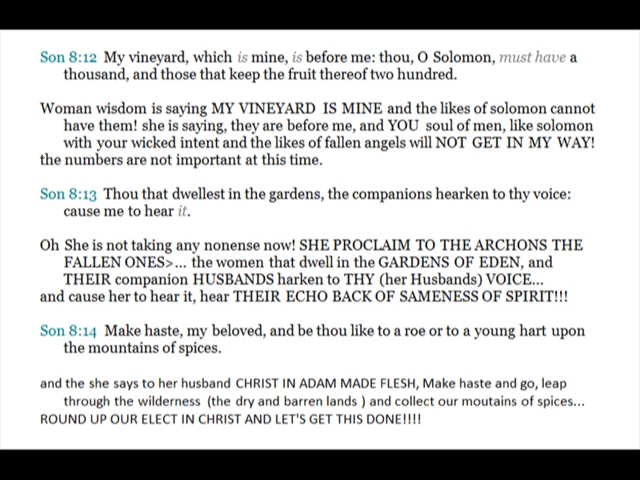 Son 8:12 My vineyard, which is mine, is before me: thou, O Solomon, must have a
thousand, and those that keep the fruit thereof two hundred.
Woman wisdom is saying MY VINEYARD IS MINE and the likes of solomon cannot
have them! she is saying, they are before me, and YOU soul of men, like solomon
with your wicked intent and the likes of fallen angels will NOT GET IN MY WAY!
the numbers are not important at this time.
Son 8:13 Thou that dwellest in the gardens, the companions hearken to thy voice:
cause me to hear it.
Oh She is not taking any nonense now! SHE PROCLAIM TO THE ARCHONS THE
FALLEN ONES>... the women that dwell in the GARDENS OF EDEN, and
THEIR companion HUSBANDS harken to THY (her Husbands) VOICE...
and cause her to hear it, hear THEIR ECHO BACK OF SAMENESS OF SPIRIT!!!
Son 8:14 Make haste, my beloved, and be thou like to a roe or to a young hart upon
the mountains of spices.
and the she says to her husband CHRIST IN ADAM MADE FLESH, Make haste and go, leap
through the wilderness (the dry and barren lands ) and collect our moutains of spices...
ROUND UP OUR ELECT IN CHRIST AND LET'S GET THIS DONE!!!!